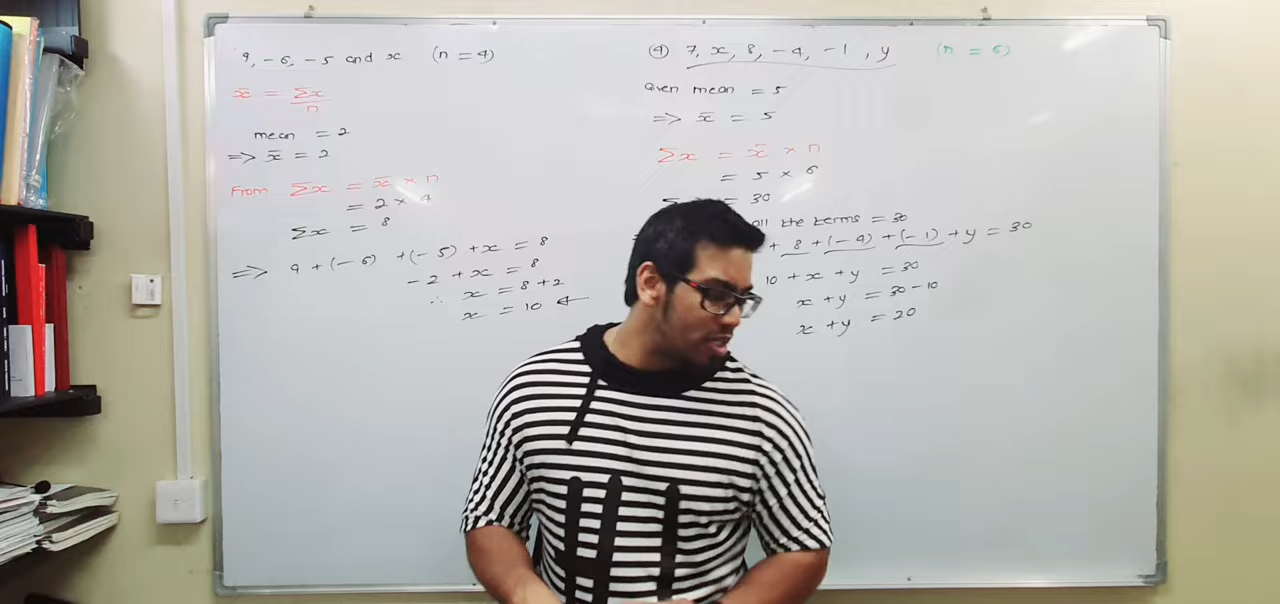 9, -6, -5 and x (n = 4)
x̄ = Σx / n
mean = 2
=> x̄ = 2
From Σx = x̄ × n
= 2 × 4
Σx = 8
=> 9 + (-6) + (-5) + x = 8
-2 + x = 8
∴ x = 8 + 2
x = 10 ←
④ 7, x, 8, -4, -1, y (n = 6)
Given mean = 5
=> x̄ = 5
Σx = x̄ × n
= 5 × 6
= 30
all the terms = 30
+ 8 + (-4) + (-1) + y = 30
10 + x + y = 30
x + y = 30 - 10
x + y = 20